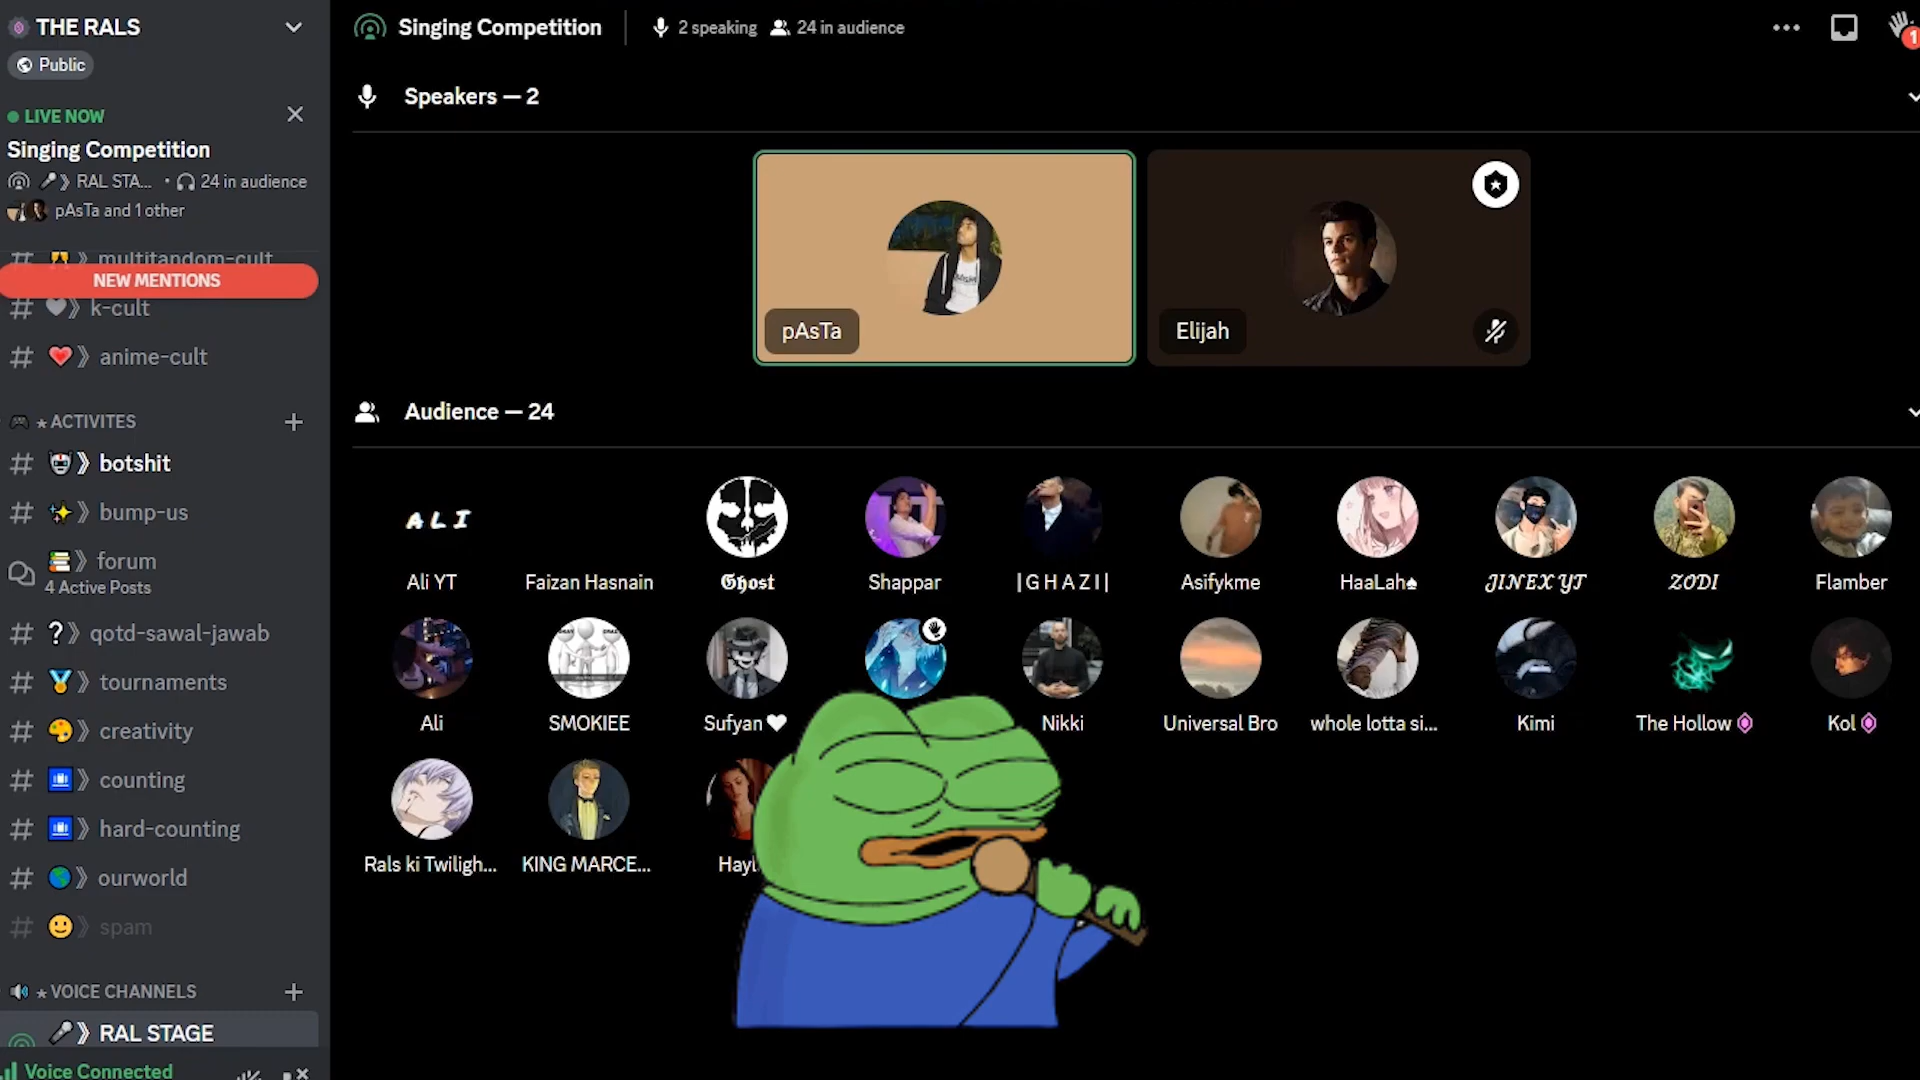 THE RALS
Public
LIVE NOW
Singing Competition
RAL STA... • 24 in audience
pAsTa and 1 other
NEW MENTIONS
# 》 k-cult
# 》 anime-cult
★ ACTIVITES
# 》 botshit
# 》 bump-us
》 forum
4 Active Posts
# ?》 qotd-sawal-jawab
# 》 tournaments
# 》 creativity
# 》 counting
# 》 hard-counting
# 》 ourworld
# 》 spam
★ VOICE CHANNELS
》 RAL STAGE
Voice Connected
Singing Competition
2 speaking
24 in audience
1
Speakers — 2
pAsTa
Elijah
Audience — 24
ALI
Ali YT
Faizan Hasnain
𝕲𝖍𝖔𝖘𝖙
Shappar
|G H A Z I|
Asifykme
HaaLah♠
𝓙𝓘𝓝𝓔𝓧 𝓨𝓣
𝒁𝑶𝑫𝑰
Flamber
Ali
SMOKIEE
Sufyan 🤍
Nikki
Universal Bro
whole lotta si...
Kimi
The Hollow
Kol
Rals ki Twiligh...
KING MARCE...